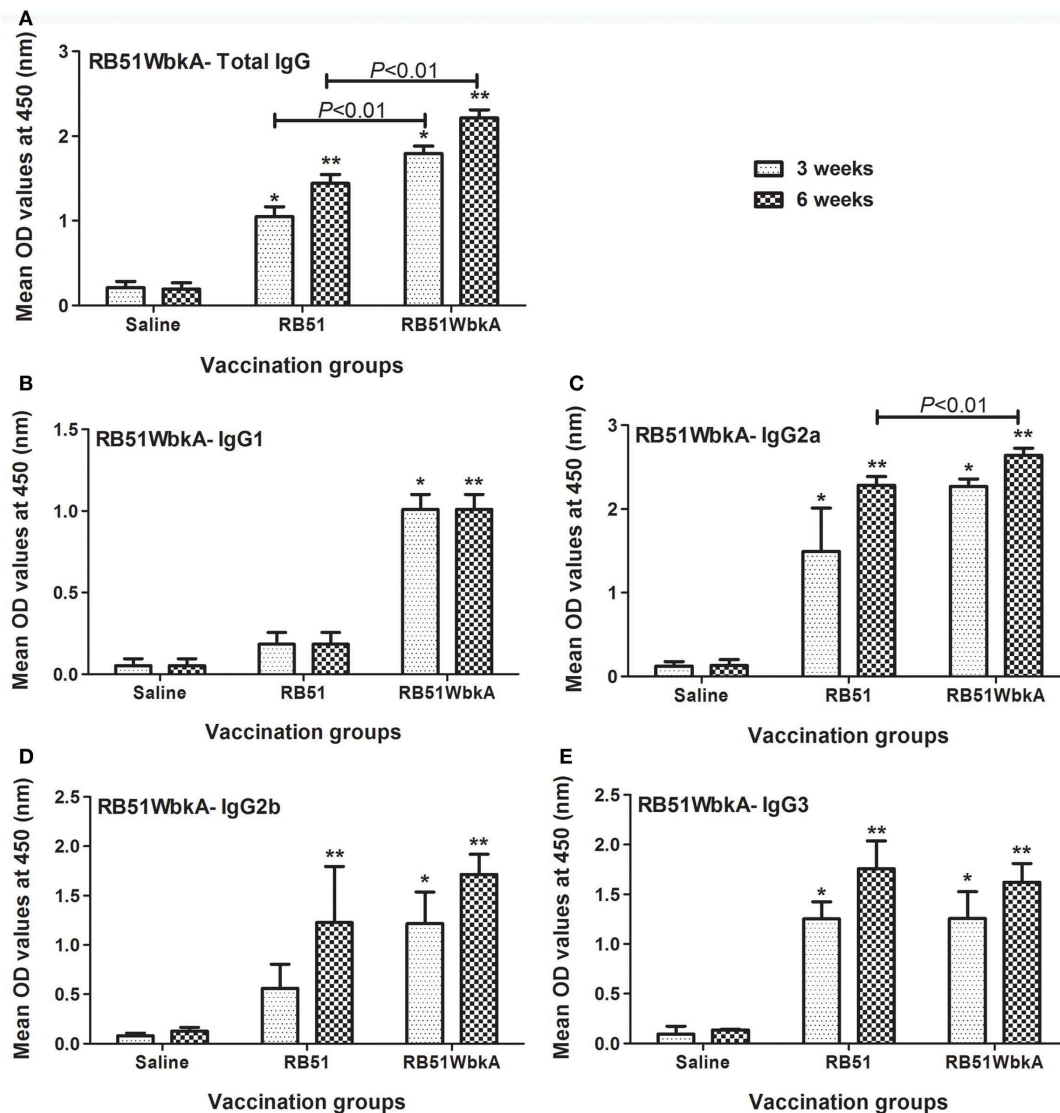 A
RB51WbkA- Total IgG
Mean OD values at 450 (nm)
3
2
1
0
P<0.01
P<0.01
*
**
*
**
Saline
RB51
RB51WbkA
Vaccination groups
3 weeks
6 weeks
B
RB51WbkA- IgG1
Mean OD values at 450 (nm)
1.5
1.0
0.5
0.0
*
**
Saline
RB51
RB51WbkA
Vaccination groups
C
RB51WbkA- IgG2a
Mean OD values at 450 (nm)
3
2
1
0
P<0.01
*
**
*
**
Saline
RB51
RB51WbkA
Vaccination groups
D
RB51WbkA- IgG2b
Mean OD values at 450 (nm)
2.5
2.0
1.5
1.0
0.5
0.0
**
*
**
Saline
RB51
RB51WbkA
Vaccination groups
E
RB51WbkA- IgG3
Mean OD values at 450 (nm)
2.5
2.0
1.5
1.0
0.5
0.0
*
**
*
**
Saline
RB51
RB51WbkA
Vaccination groups